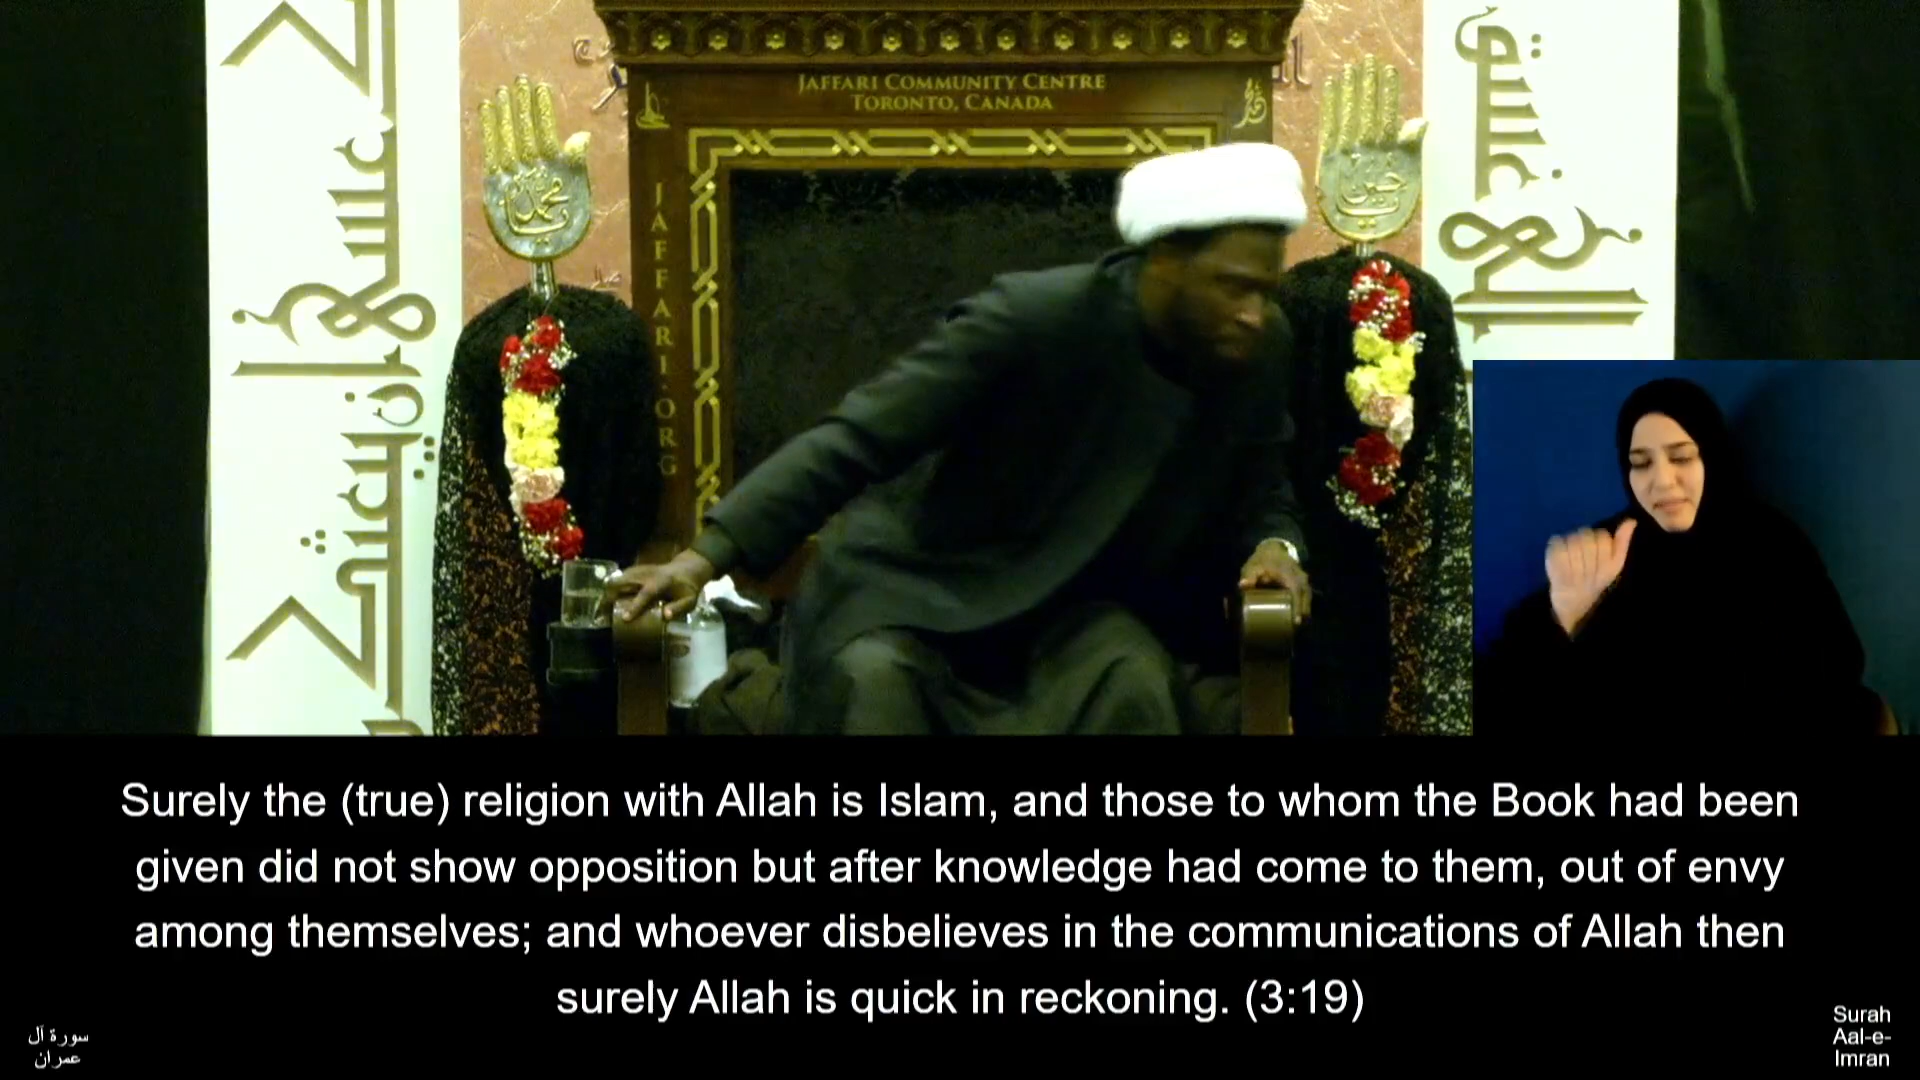 JAFFARI COMMUNITY CENTRE
TORONTO, CANADA
JAFFARI.ORG
Surely the (true) religion with Allah is Islam, and those to whom the Book had been
given did not show opposition but after knowledge had come to them, out of envy
among themselves; and whoever disbelieves in the communications of Allah then
surely Allah is quick in reckoning. (3:19)
سورة آل
عمران
Surah
Aal-e-
Imran